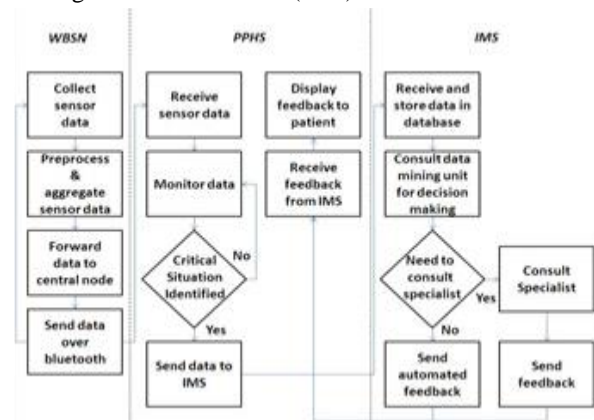 WBSN
PPHS
IMS
Collect
sensor
data
Preprocess
&
aggregate
sensor data
Forward
data to
central node
Send data
over
bluetooth
Receive
sensor data
Monitor data
No
Critical
Situation
Identified
Yes
Send data to
IMS
Display
feedback to
patient
Receive
feedback
from IMS
Receive and
store data in
database
Consult data
mining unit
for decision
making
Need to
consult
specialist
Yes
No
Consult
Specialist
Send
automated
feedback
Send
feedback